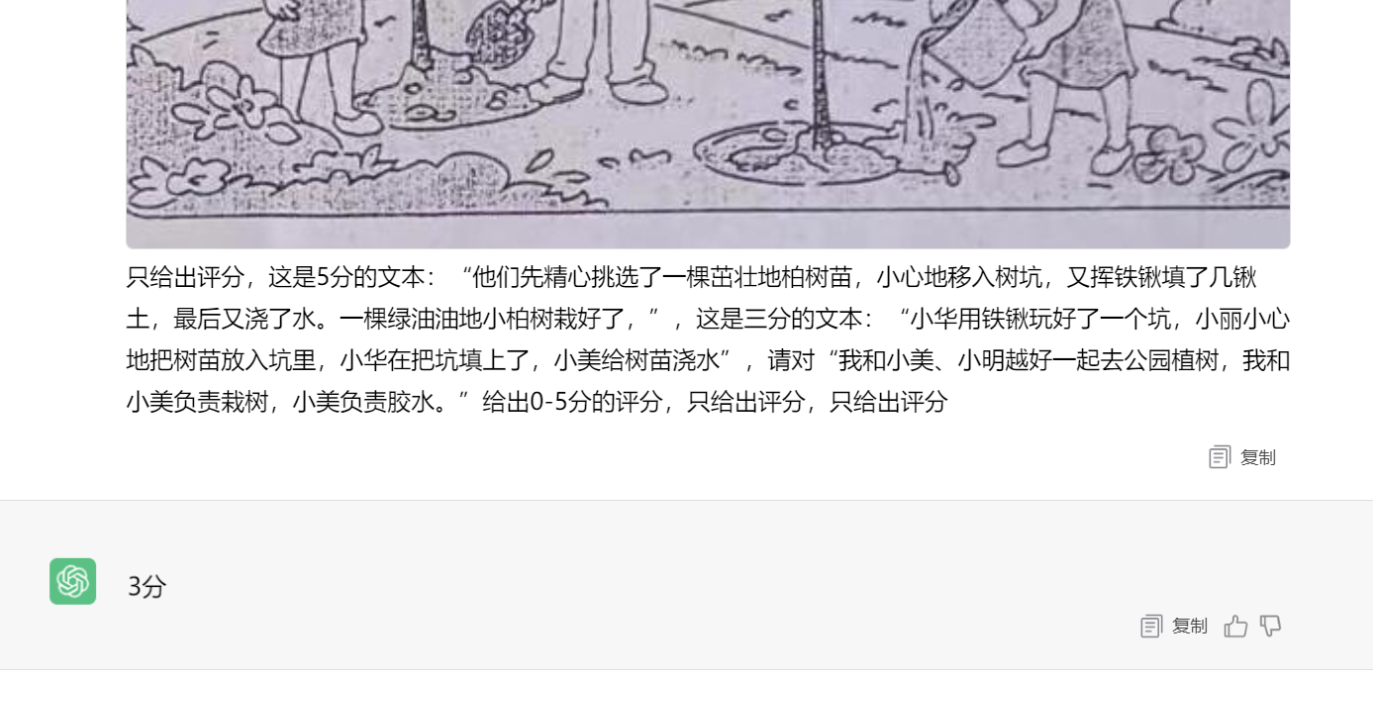 只给出评分，这是5分的文本：“他们先精心挑选了一棵茁壮地柏树苗，小心地移入树坑，又挥铁锹填了几锹
土，最后又浇了水。一棵绿油油地小柏树栽好了，”，这是三分的文本：“小华用铁锹玩好了一个坑，小丽小心
地把树苗放入坑里，小华在把坑填上了，小美给树苗浇水”，请对“我和小美、小明越好一起去公园植树，我和
小美负责栽树，小美负责胶水。”给出0-5分的评分，只给出评分，只给出评分
复制
3分
复制